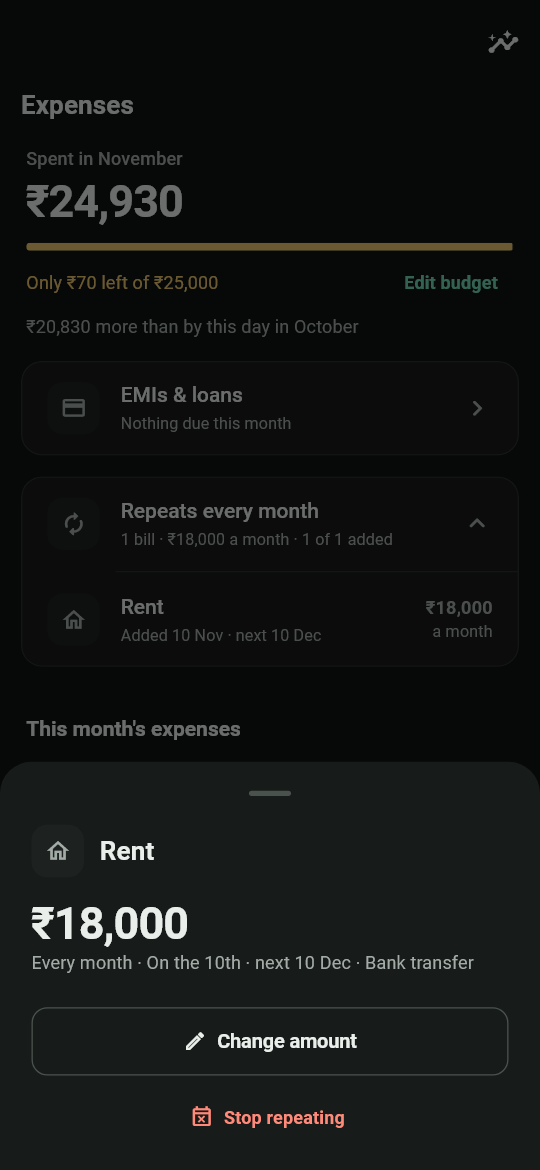 Expenses
Spent in November
₹24,930
Only ₹70 left of ₹25,000
Edit budget
₹20,830 more than by this day in October
EMIs & loans
Nothing due this month
Repeats every month
1 bill · ₹18,000 a month · 1 of 1 added
Rent
₹18,000
Added 10 Nov · next 10 Dec
a month
This month's expenses
Rent
₹18,000
Every month · On the 10th · next 10 Dec · Bank transfer
Change amount
Stop repeating